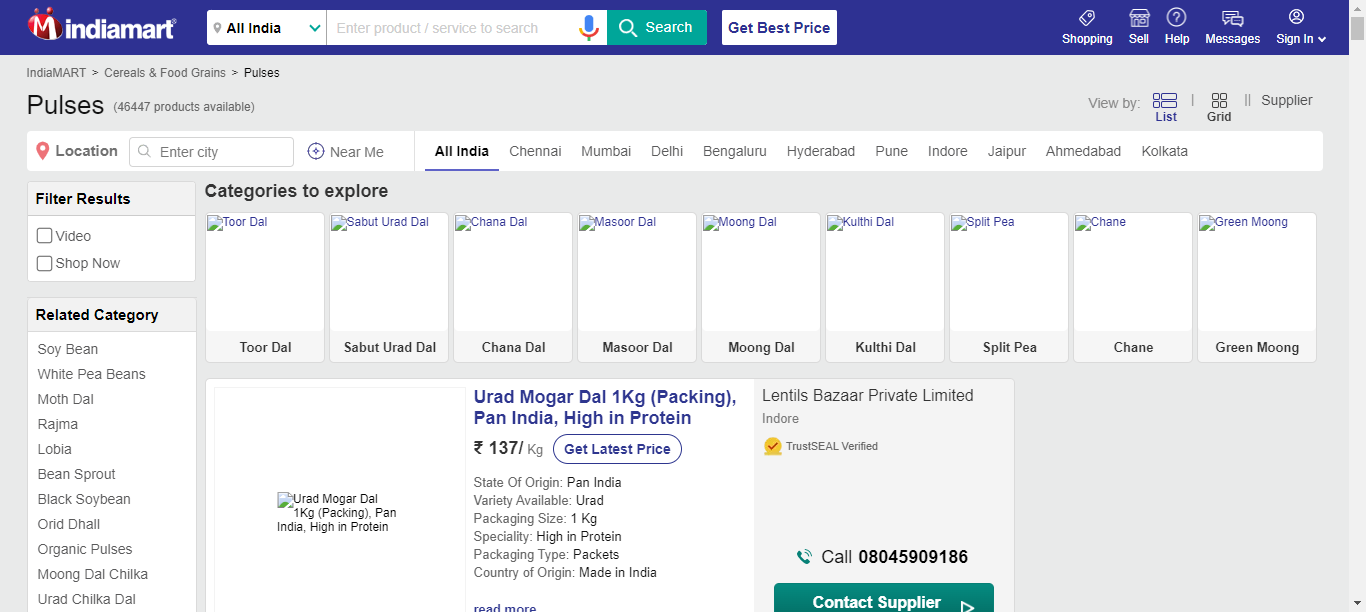 indiamart
All India
Enter product / service to search
Search
Get Best Price
Shopping
Sell
Help
Messages
Sign In
IndiaMART > Cereals & Food Grains > Pulses
Pulses (46447 products available)
View by:
List
Grid
Supplier
Location
Enter city
Near Me
All India
Chennai
Mumbai
Delhi
Bengaluru
Hyderabad
Pune
Indore
Jaipur
Ahmedabad
Kolkata
Filter Results
Video
Shop Now
Related Category
Soy Bean
White Pea Beans
Moth Dal
Rajma
Lobia
Bean Sprout
Black Soybean
Orid Dhall
Organic Pulses
Moong Dal Chilka
Urad Chilka Dal
Categories to explore
Toor Dal
Sabut Urad Dal
Chana Dal
Masoor Dal
Moong Dal
Kulthi Dal
Split Pea
Chane
Green Moong
Toor Dal
Sabut Urad Dal
Chana Dal
Masoor Dal
Moong Dal
Kulthi Dal
Split Pea
Chane
Green Moong
Urad Mogar Dal
1Kg (Packing), Pan
India, High in Protein
Urad Mogar Dal 1Kg (Packing),
Pan India, High in Protein
₹ 137/ Kg
Get Latest Price
State Of Origin: Pan India
Variety Available: Urad
Packaging Size: 1 Kg
Speciality: High in Protein
Packaging Type: Packets
Country of Origin: Made in India
read more
Lentils Bazaar Private Limited
Indore
TrustSEAL Verified
Call 08045909186
Contact Supplier